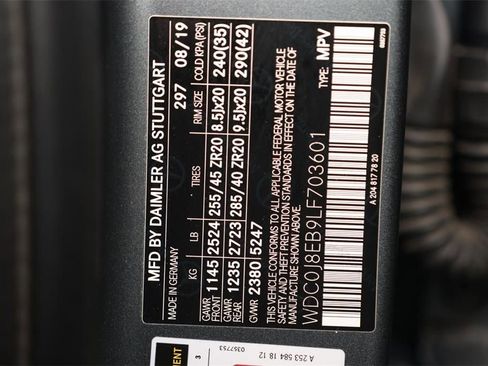 MFD BY DAIMLER AG STUTTGART
MADE IN GERMANY 297 08/19
KG LB TIRES RIM SIZE COLD KPA (PSI)
GAWR FRONT 1145 2524 255/45 ZR20 8.5Jx20 240(35)
GAWR REAR 1235 2723 285/40 ZR20 9.5Jx20 290(42)
GVWR 2380 5247
THIS VEHICLE CONFORMS TO ALL APPLICABLE FEDERAL MOTOR VEHICLE
SAFETY AND THEFT PREVENTION STANDARDS IN EFFECT ON THE DATE OF
MANUFACTURE SHOWN ABOVE.
WDC0J8EB9LF703601 TYPE: MPV
A 204 817 78 20
3
0357753
A 253 584 18 12